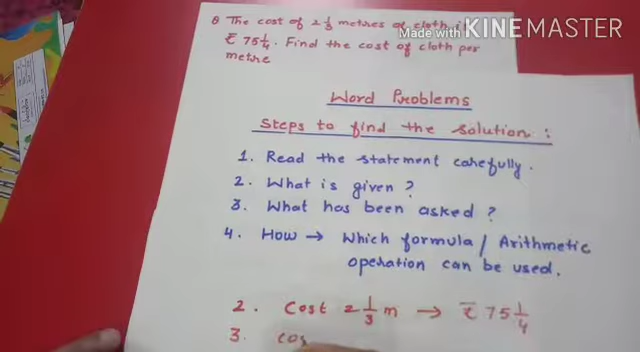 θ The cost of 2 1/3 metres of cloth
₹ 75 1/4. Find the cost of cloth per
metre
Made with KINEMASTER
Word Problems
Steps to find the solution:
1. Read the statement carefully.
2. What is given?
3. What has been asked?
4. How → Which formula / Arithmetic
operation can be used.
2. Cost 2 1/3 m → ₹ 75 1/4
3. cos